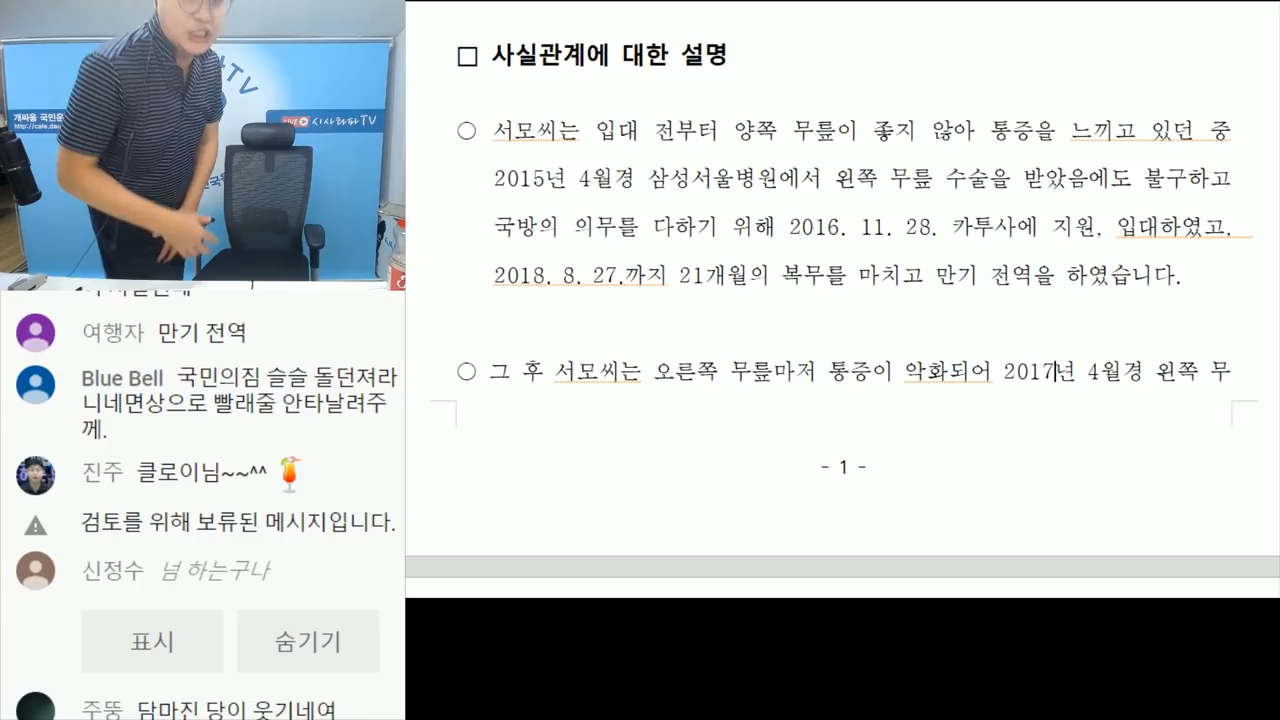 TV
개싸움 국민운
http://cafe.dau
LIVE 시사타파TV
여행자 만기 전역
Blue Bell 국민의짐 슬슬 돌던져라
니네면상으로 빨래줄 안타날려주
께.
진주 클로이님~~^^
검토를 위해 보류된 메시지입니다.
신정수 넘 하는구나
표시 숨기기
주뚱 담마진 당이 웃기네여
□ 사실관계에 대한 설명
○ 서모씨는 입대 전부터 양쪽 무릎이 좋지 않아 통증을 느끼고 있던 중
2015년 4월경 삼성서울병원에서 왼쪽 무릎 수술을 받았음에도 불구하고
국방의 의무를 다하기 위해 2016. 11. 28. 카투사에 지원, 입대하였고,
2018. 8. 27.까지 21개월의 복무를 마치고 만기 전역을 하였습니다.
○ 그 후 서모씨는 오른쪽 무릎마저 통증이 악화되어 2017년 4월경 왼쪽 무
- 1 -